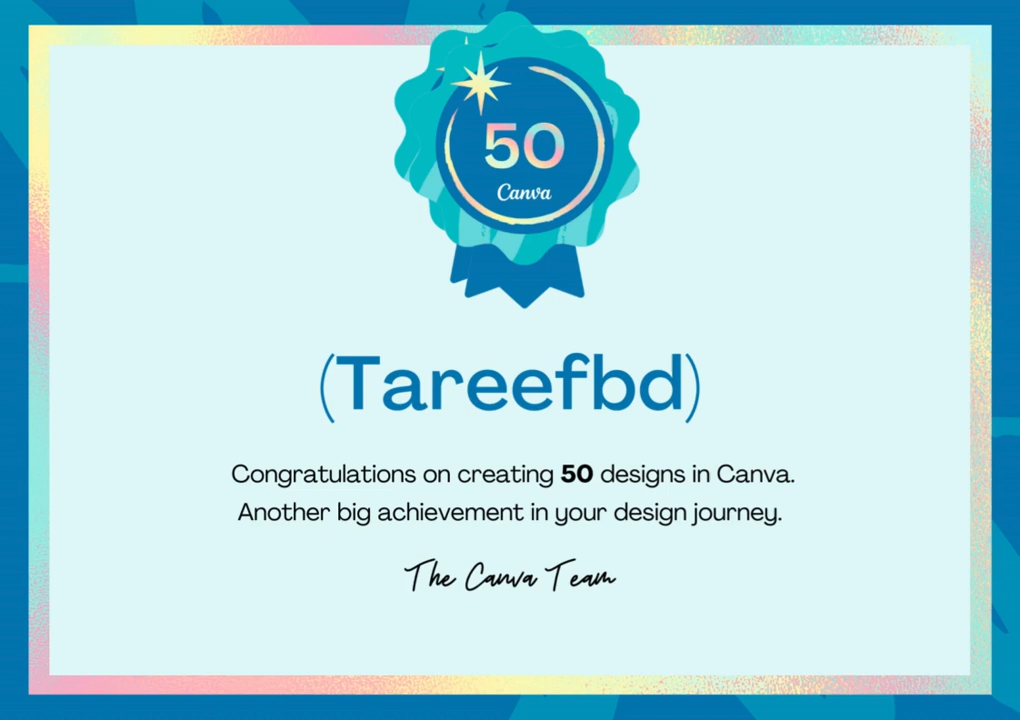 50
Canva
(Tareefbd)
Congratulations on creating 50 designs in Canva.
Another big achievement in your design journey.
The Canva Team